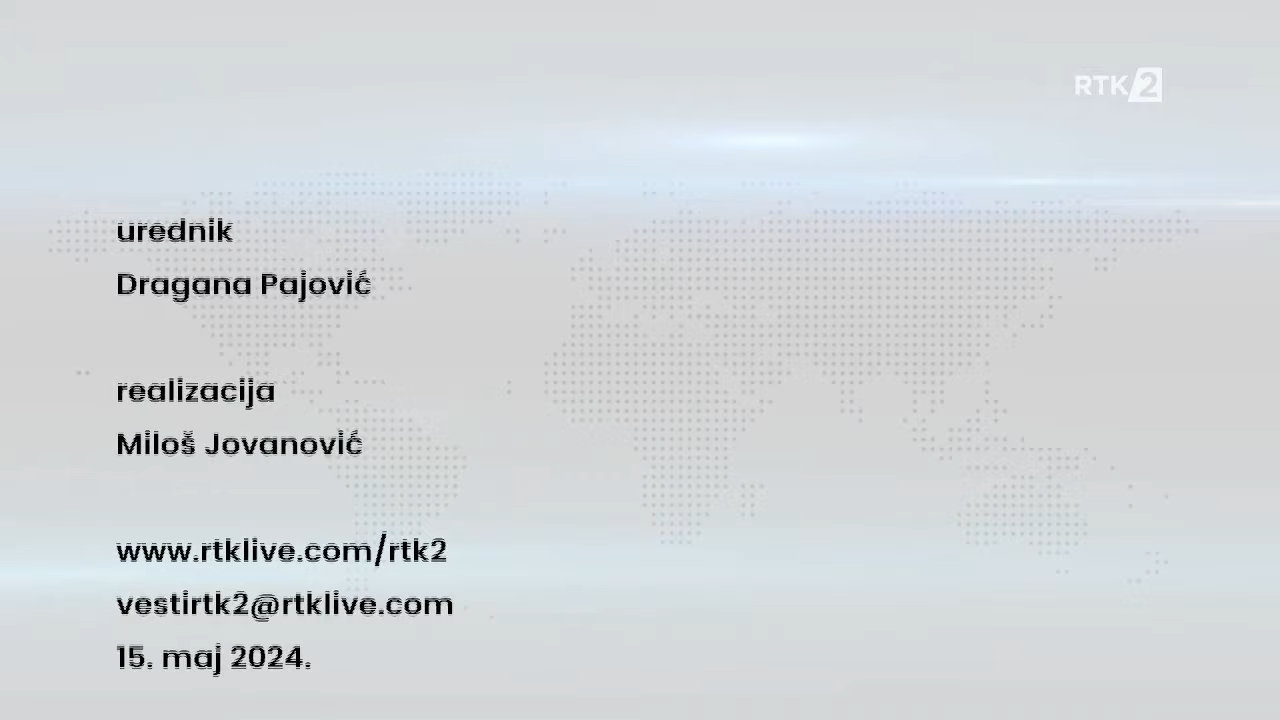 RTK2
urednik
Dragana Pajović
realizacija
Miloš Jovanović
www.rtklive.com/rtk2
vestirtk2@rtklive.com
15. maj 2024.